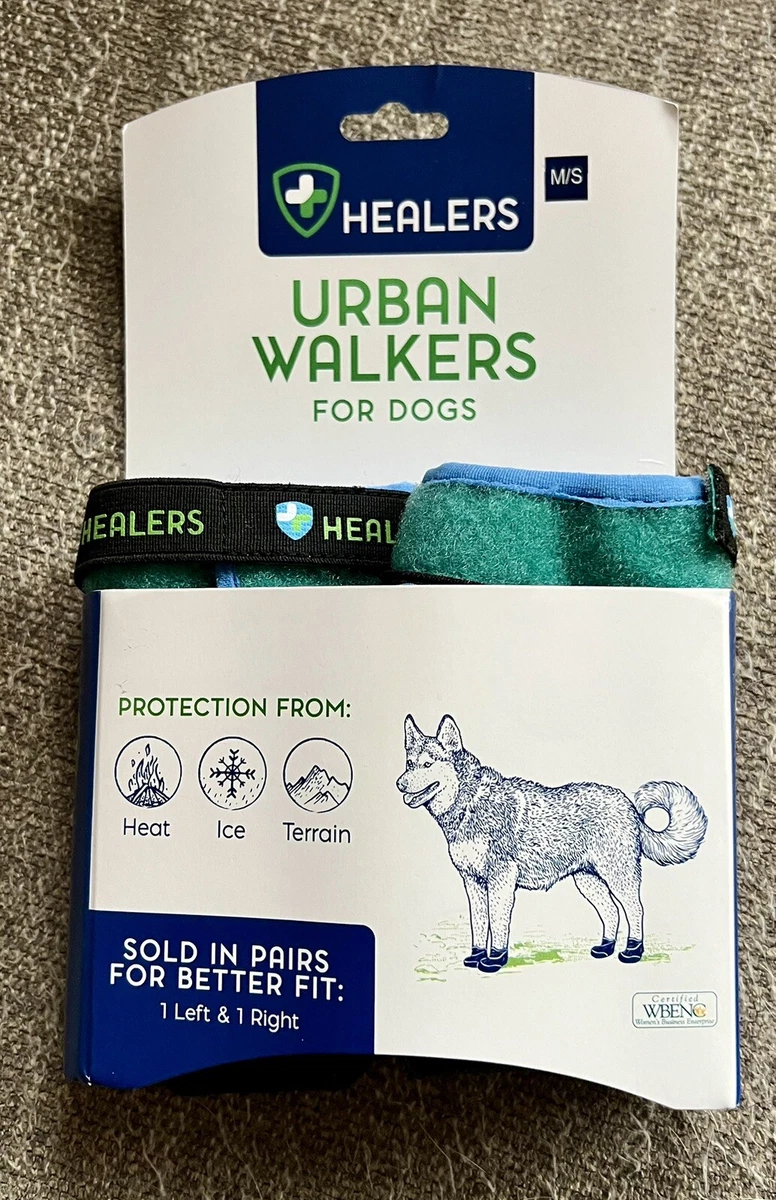 HEALERS
M/S
URBAN
WALKERS
FOR DOGS
HEALERS
HEAL
PROTECTION FROM:
Heat
Ice
Terrain
SOLD IN PAIRS
FOR BETTER FIT:
1 Left & 1 Right
Certified
WBENC
Women's Business Enterprise